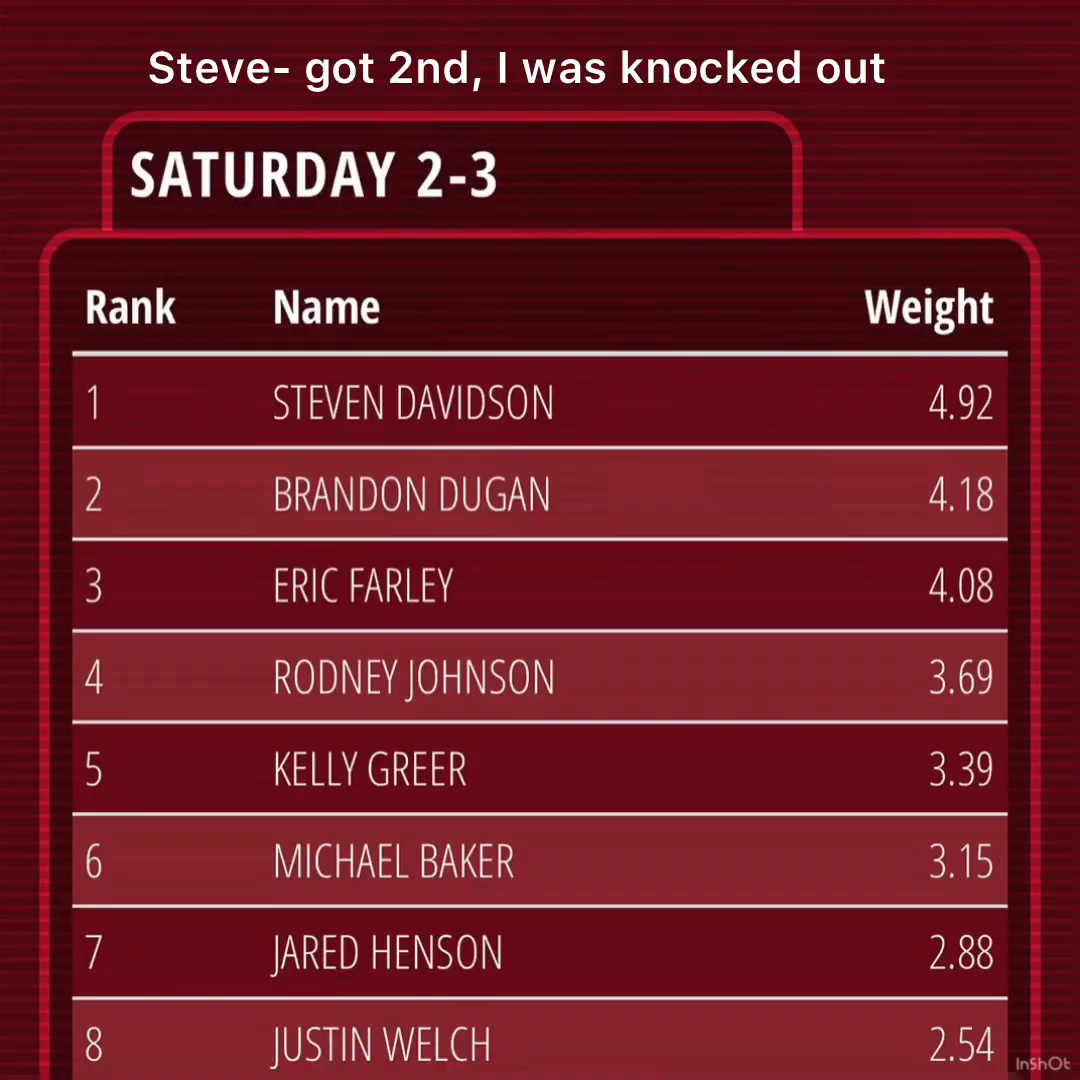 Steve- got 2nd, I was knocked out
SATURDAY 2-3
Rank Name Weight
1 STEVEN DAVIDSON 4.92
2 BRANDON DUGAN 4.18
3 ERIC FARLEY 4.08
4 RODNEY JOHNSON 3.69
5 KELLY GREER 3.39
6 MICHAEL BAKER 3.15
7 JARED HENSON 2.88
8 JUSTIN WELCH 2.54
InShOt